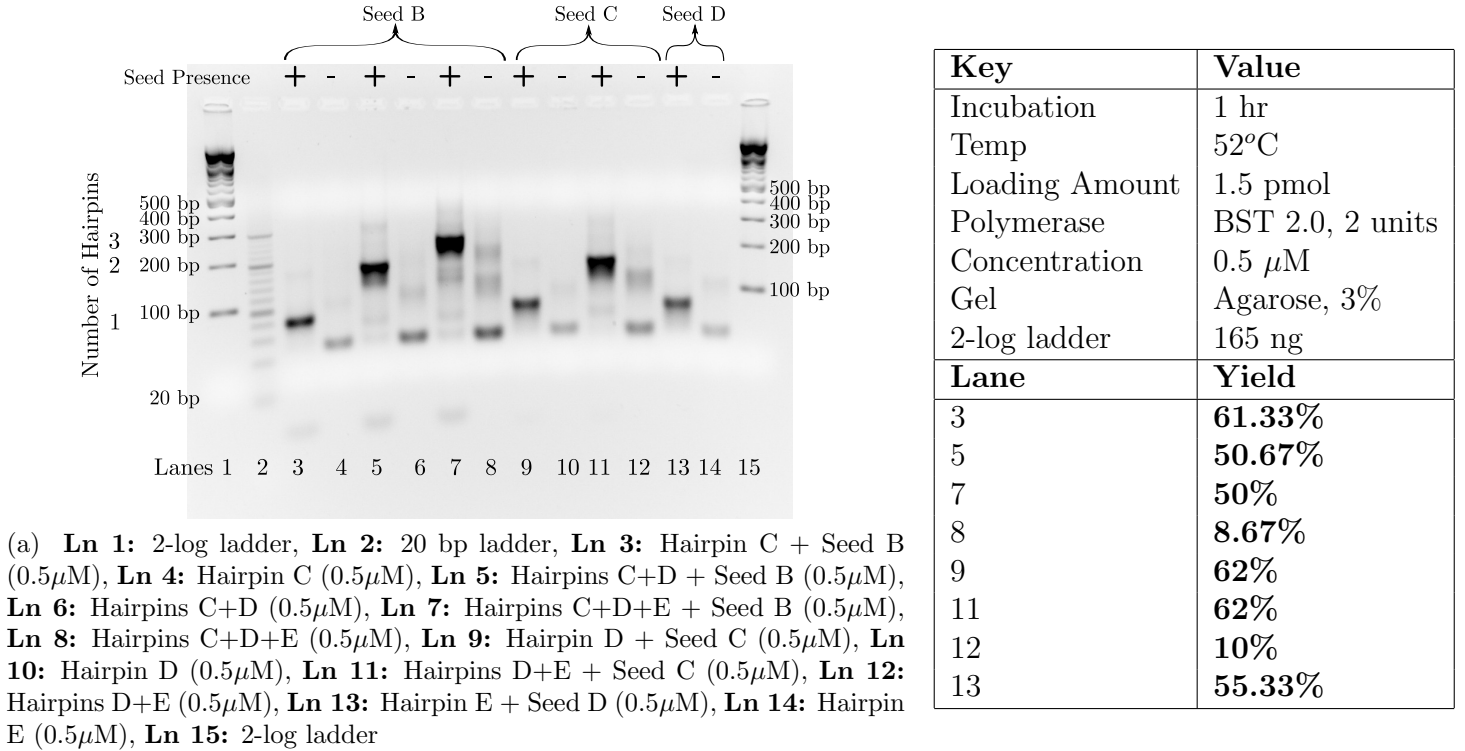 Seed B Seed C Seed D
Seed Presence + - + - + - + - + - + -
Number of Hairpins
500 bp
400 bp
3 300 bp
2 200 bp
100 bp
1
20 bp
500 bp
400 bp
300 bp
200 bp
100 bp
Lanes 1 2 3 4 5 6 7 8 9 10 11 12 13 14 15
(a) Ln 1: 2-log ladder, Ln 2: 20 bp ladder, Ln 3: Hairpin C + Seed B
(0.5μM), Ln 4: Hairpin C (0.5μM), Ln 5: Hairpins C+D + Seed B (0.5μM),
Ln 6: Hairpins C+D (0.5μM), Ln 7: Hairpins C+D+E + Seed B (0.5μM),
Ln 8: Hairpins C+D+E (0.5μM), Ln 9: Hairpin D + Seed C (0.5μM), Ln
10: Hairpin D (0.5μM), Ln 11: Hairpins D+E + Seed C (0.5μM), Ln 12:
Hairpins D+E (0.5μM), Ln 13: Hairpin E + Seed D (0.5μM), Ln 14: Hairpin
E (0.5μM), Ln 15: 2-log ladder
Key Value
Incubation 1 hr
Temp 52°C
Loading Amount 1.5 pmol
Polymerase BST 2.0, 2 units
Concentration 0.5 μM
Gel Agarose, 3%
2-log ladder 165 ng
Lane Yield
3 61.33%
5 50.67%
7 50%
8 8.67%
9 62%
11 62%
12 10%
13 55.33%